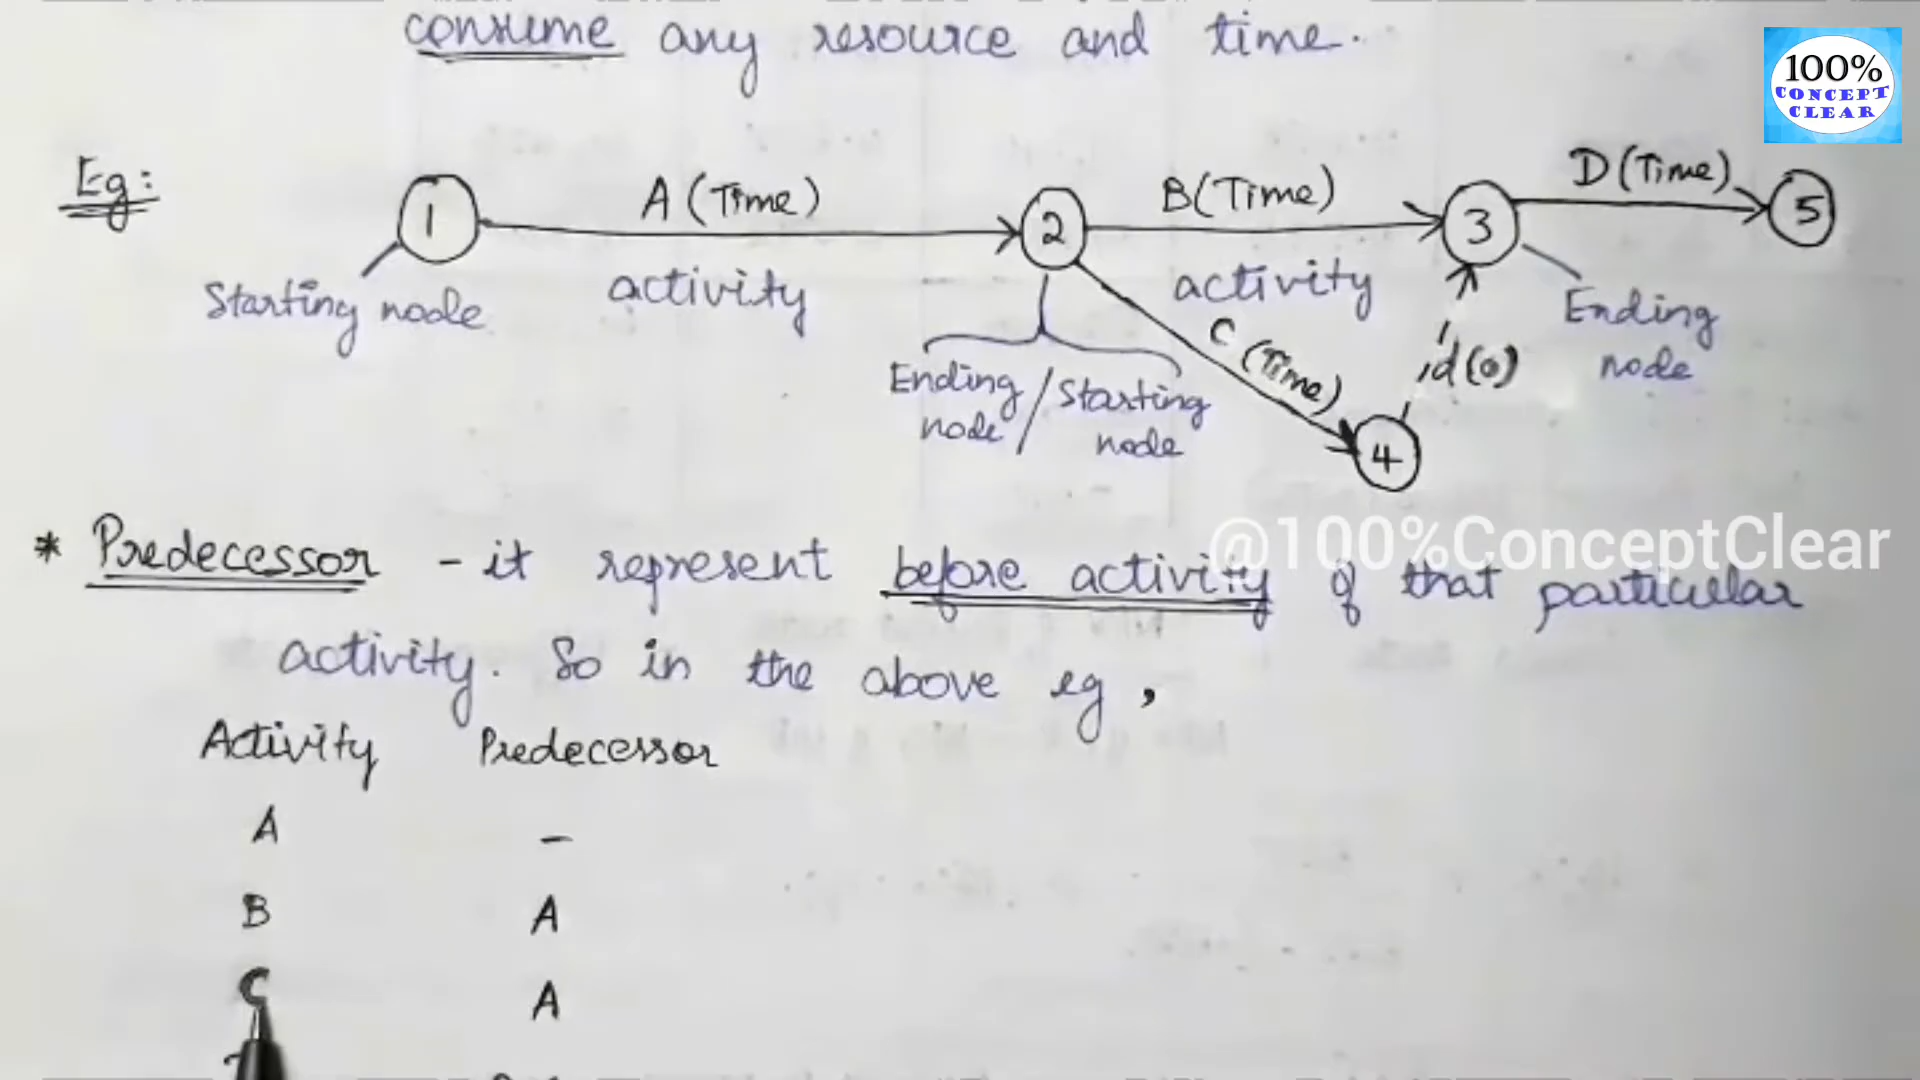 consume any resource and time.
100%
CONCEPT
CLEAR
Eg:
1
A (Time)
2
B(Time)
3
D(Time)
5
Starting node
activity
activity
Ending node
C (Time)
d(0)
Ending node / Starting node
4
@100%ConceptClear
* Predecessor - it represent before activity of that particular
activity. So in the above eg,
Activity Predecessor
A -
B A
C A